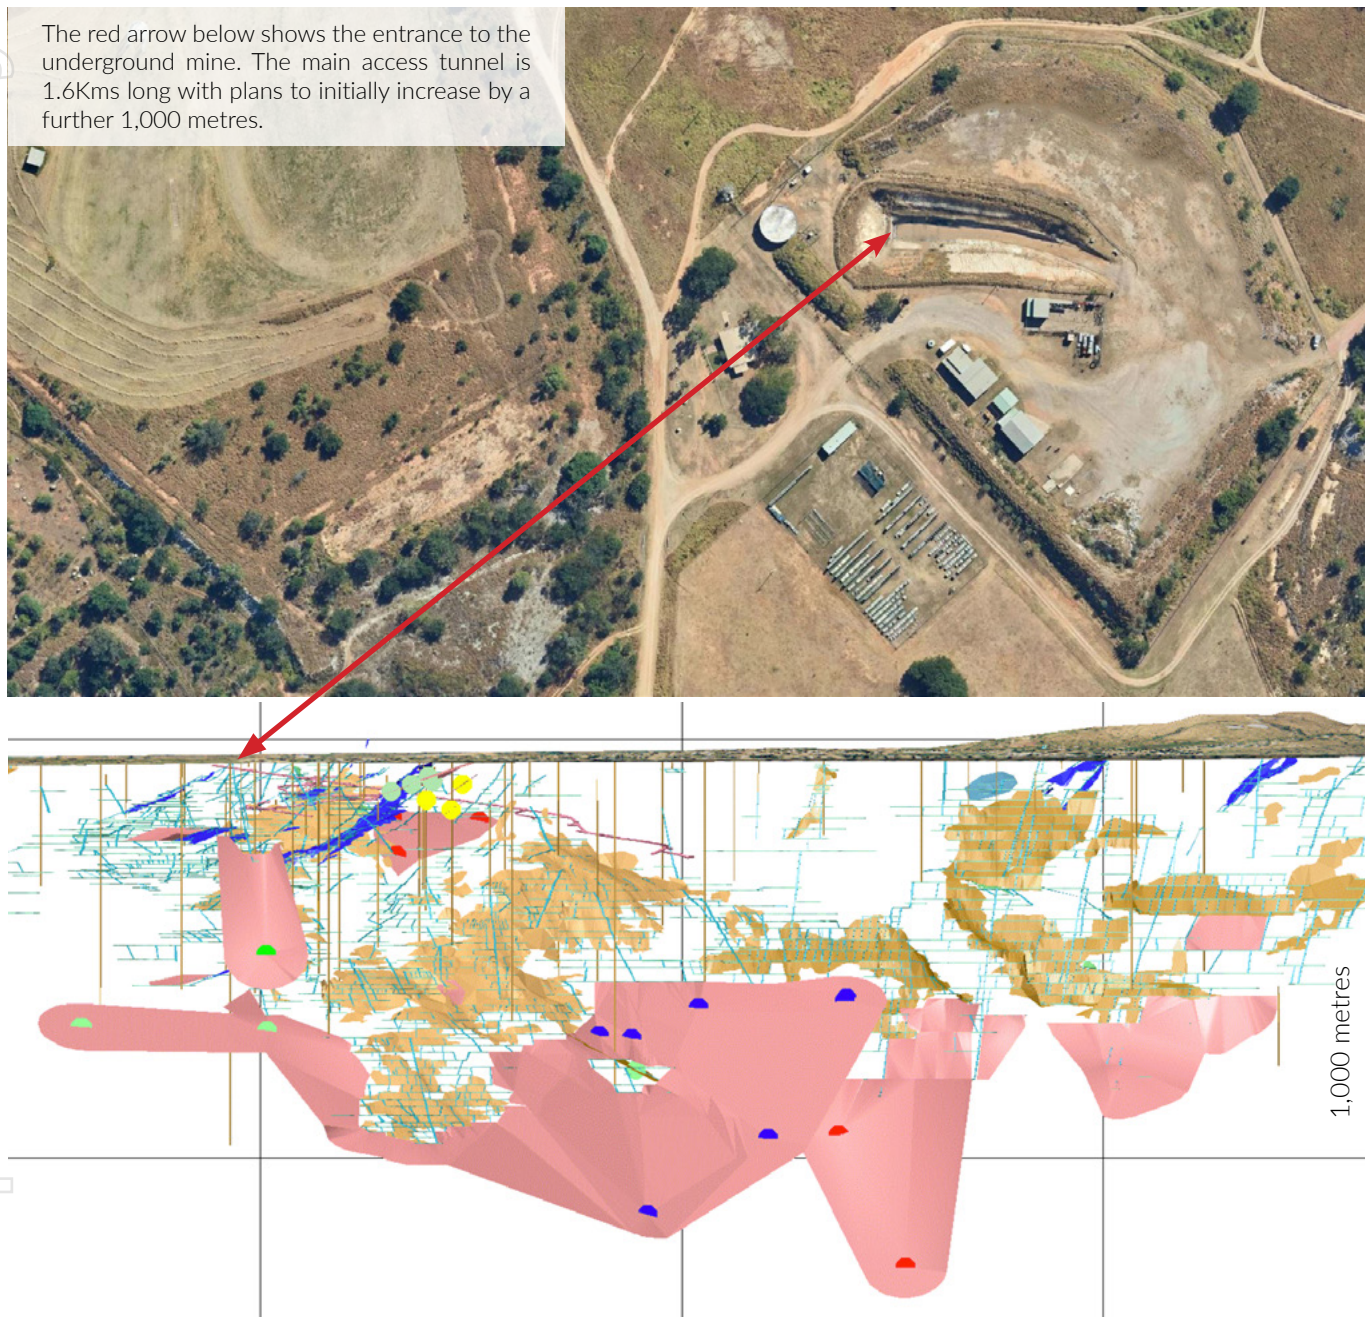 The red arrow below shows the entrance to the
underground mine. The main access tunnel is
1.6Kms long with plans to initially increase by a
further 1,000 metres.
1,000 metres